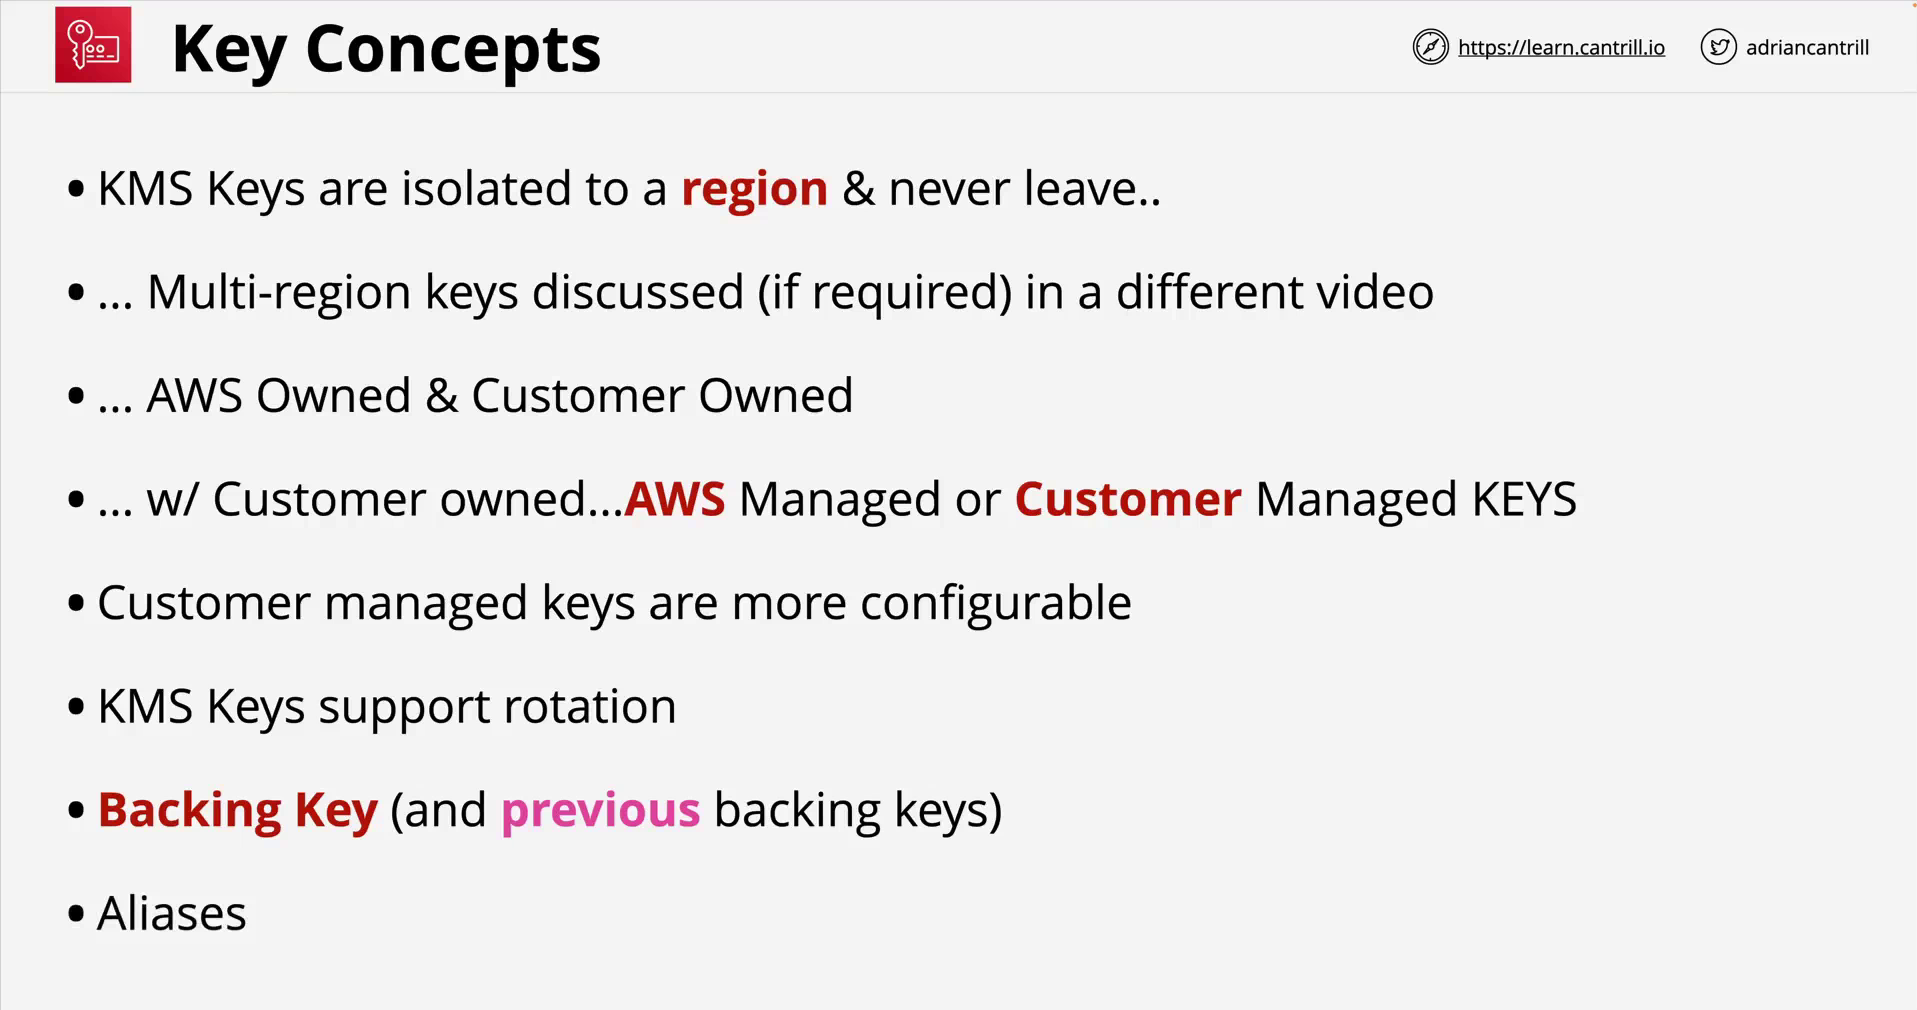 Key Concepts
https://learn.cantrill.io
adriancantrill
• KMS Keys are isolated to a region & never leave..
• ... Multi-region keys discussed (if required) in a different video
• ... AWS Owned & Customer Owned
• ... w/ Customer owned...AWS Managed or Customer Managed KEYS
• Customer managed keys are more configurable
• KMS Keys support rotation
• Backing Key (and previous backing keys)
• Aliases